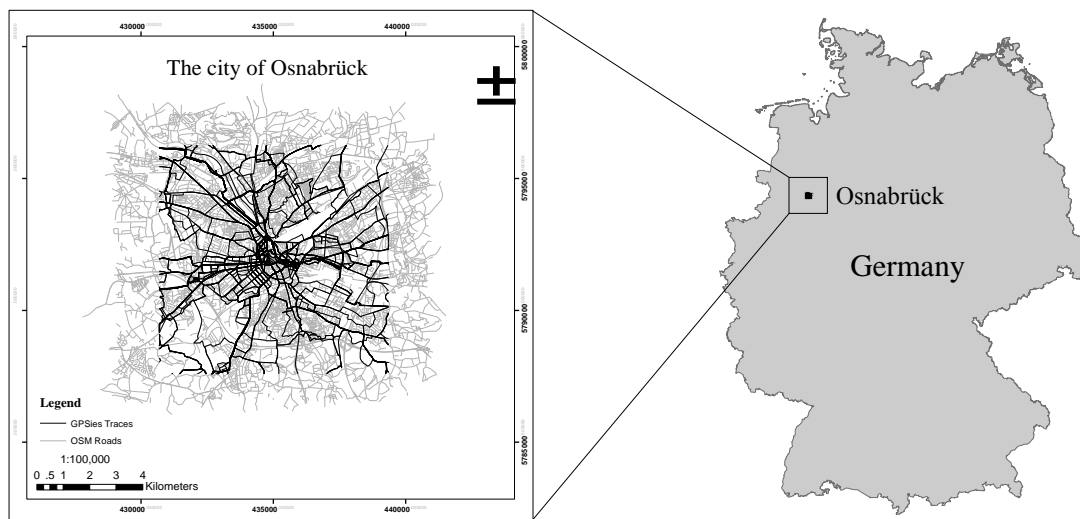 430000 435000 440000
The city of Osnabrück
5800000
5795000
5790000
5785000
Legend
GPSies Traces
OSM Roads
1:100,000
0 .5 1 2 3 4
Kilometers
430000 435000 440000
Osnabrück
Germany